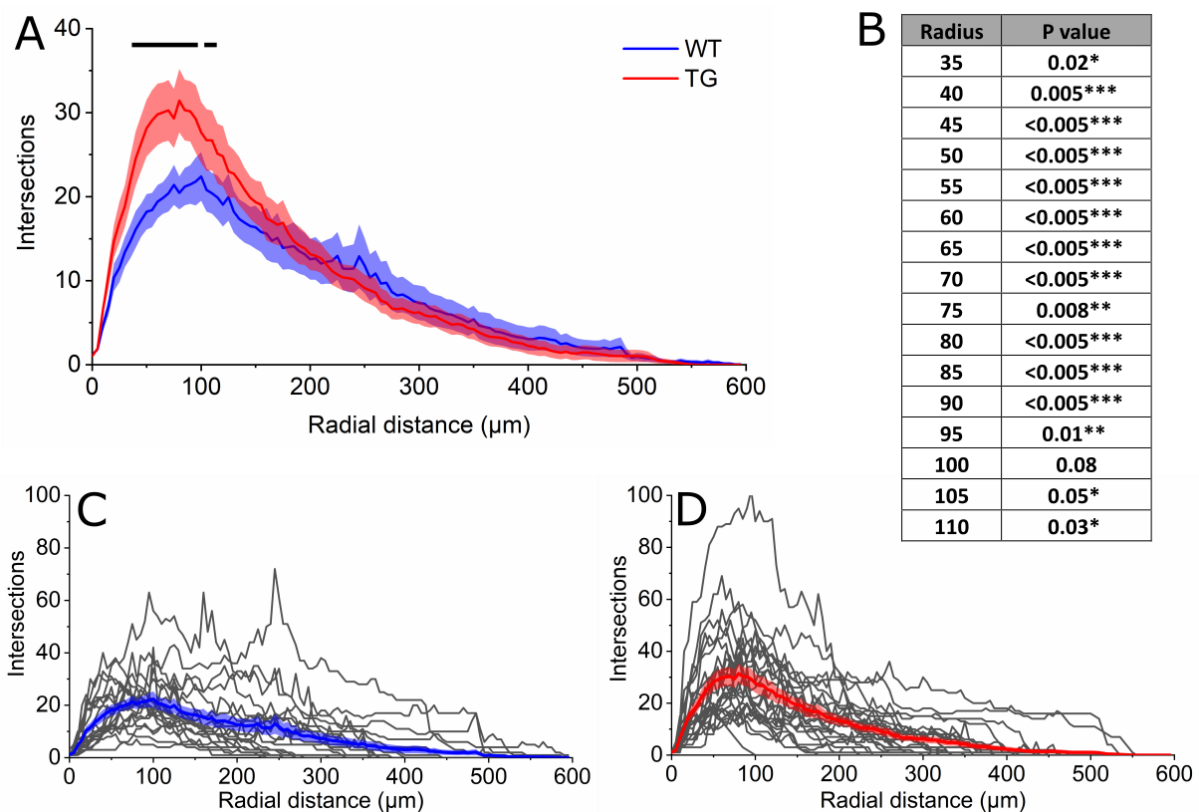 A
40
30
20
10
0
Intersections
WT
TG
0 100 200 300 400 500 600
Radial distance (µm)
B
Radius P value
35 0.02*
40 0.005***
45 <0.005***
50 <0.005***
55 <0.005***
60 <0.005***
65 <0.005***
70 <0.005***
75 0.008**
80 <0.005***
85 <0.005***
90 <0.005***
95 0.01**
100 0.08
105 0.05*
110 0.03*
C
100
80
60
40
20
0
Intersections
0 100 200 300 400 500 600
Radial distance (µm)
D
100
80
60
40
20
0
Intersections
0 100 200 300 400 500 600
Radial distance (µm)